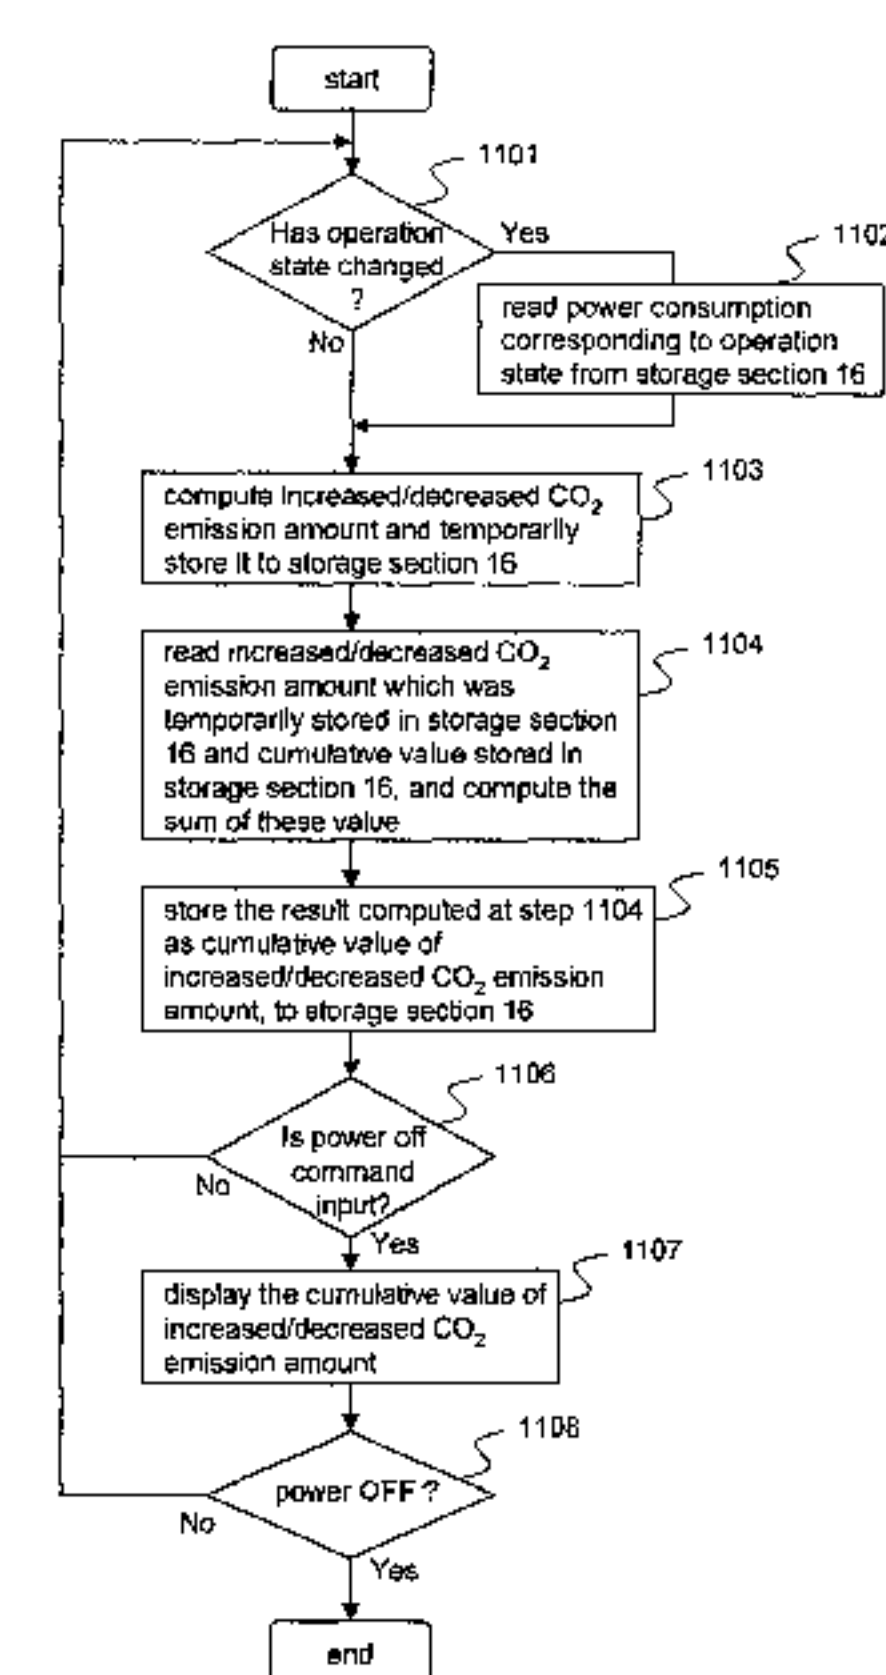 start
1101
Has operation
state changed
?
Yes
No
1102
read power consumption
corresponding to operation
state from storage section 16
1103
compute increased/decreased CO₂
emission amount and temporarily
store it to storage section 16
1104
read increased/decreased CO₂
emission amount which was
temporarily stored in storage section
16 and cumulative value stored in
storage section 16, and compute the
sum of these value
1105
store the result computed at step 1104
as cumulative value of
increased/decreased CO₂ emission
amount, to storage section 16
1106
Is power off
command
input?
No
Yes
1107
display the cumulative value of
increased/decreased CO₂
emission amount
1108
power OFF ?
No
Yes
end